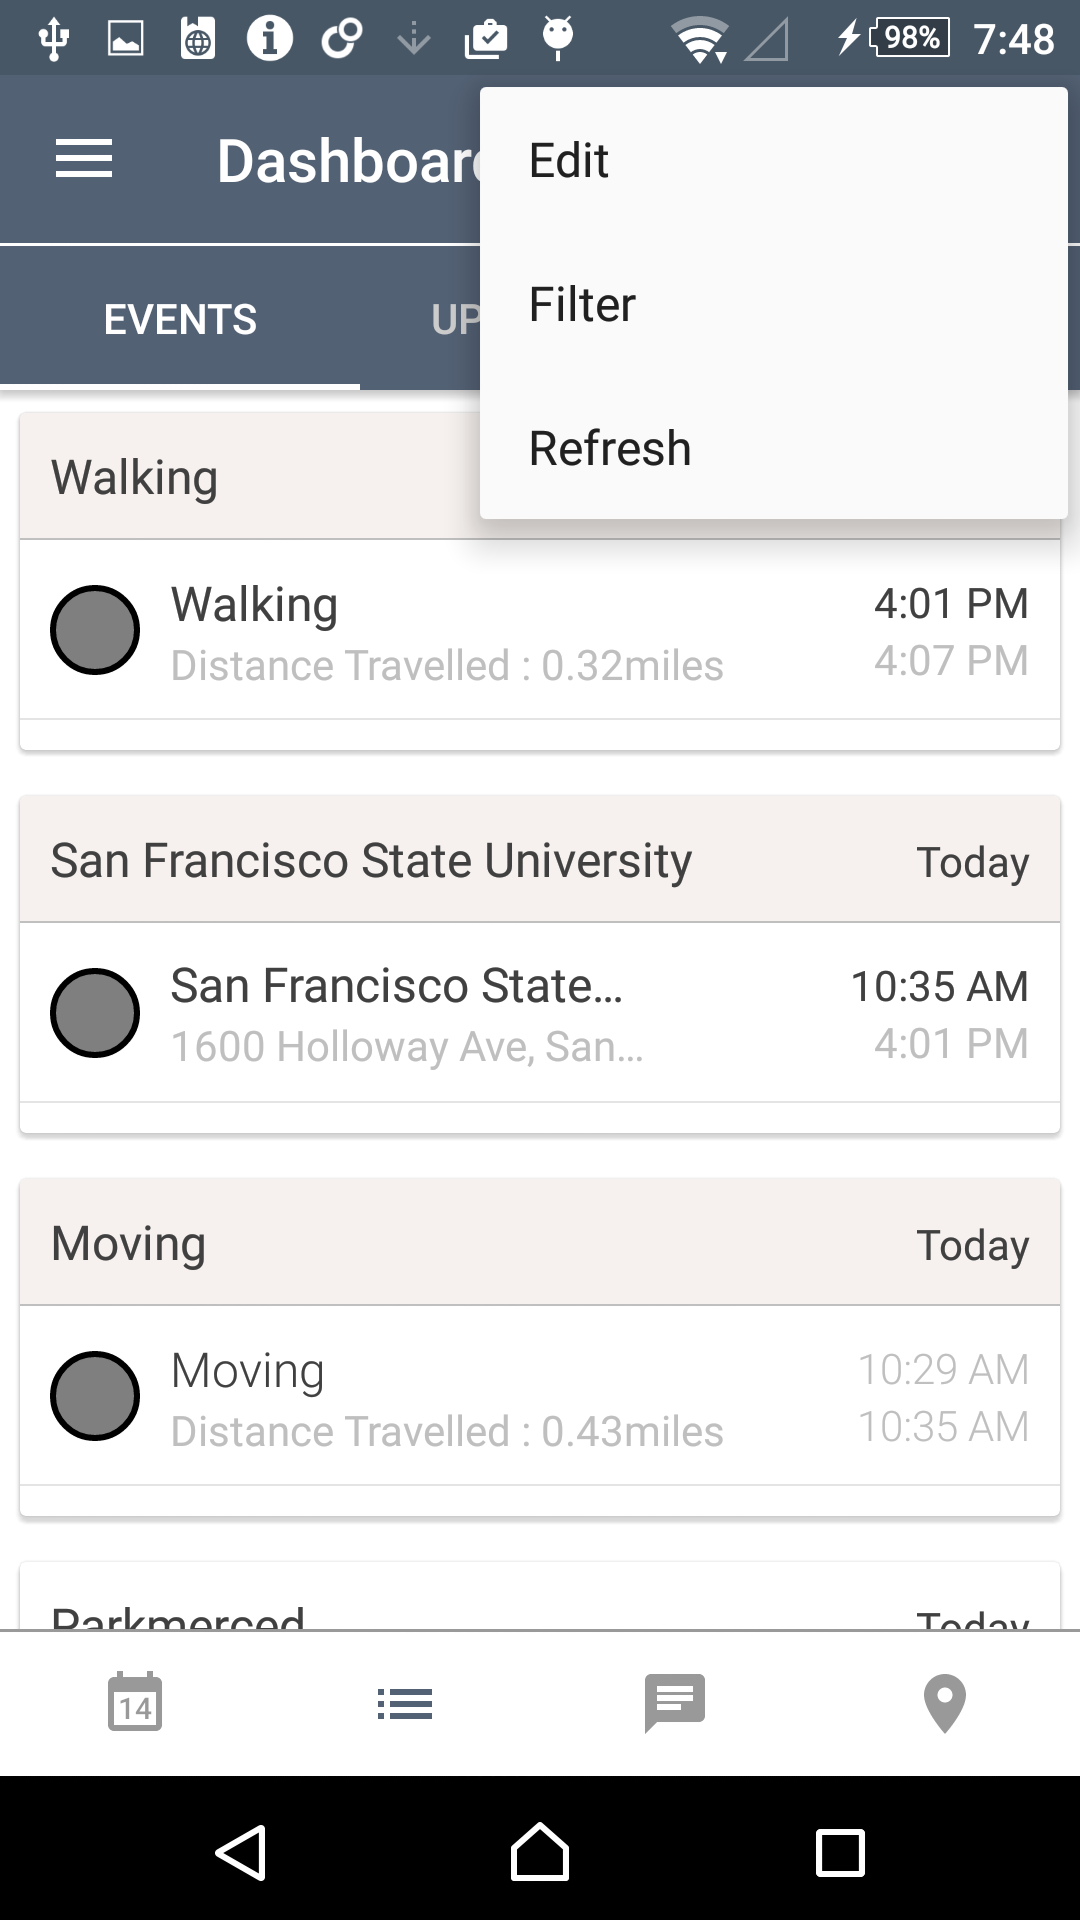 98% 7:48
Dashboar
Edit
Filter
Refresh
EVENTS
UP
Walking
Walking 4:01 PM
Distance Travelled : 0.32miles 4:07 PM
San Francisco State University Today
San Francisco State... 10:35 AM
1600 Holloway Ave, San... 4:01 PM
Moving Today
Moving 10:29 AM
Distance Travelled : 0.43miles 10:35 AM
Parkmerced Today
14